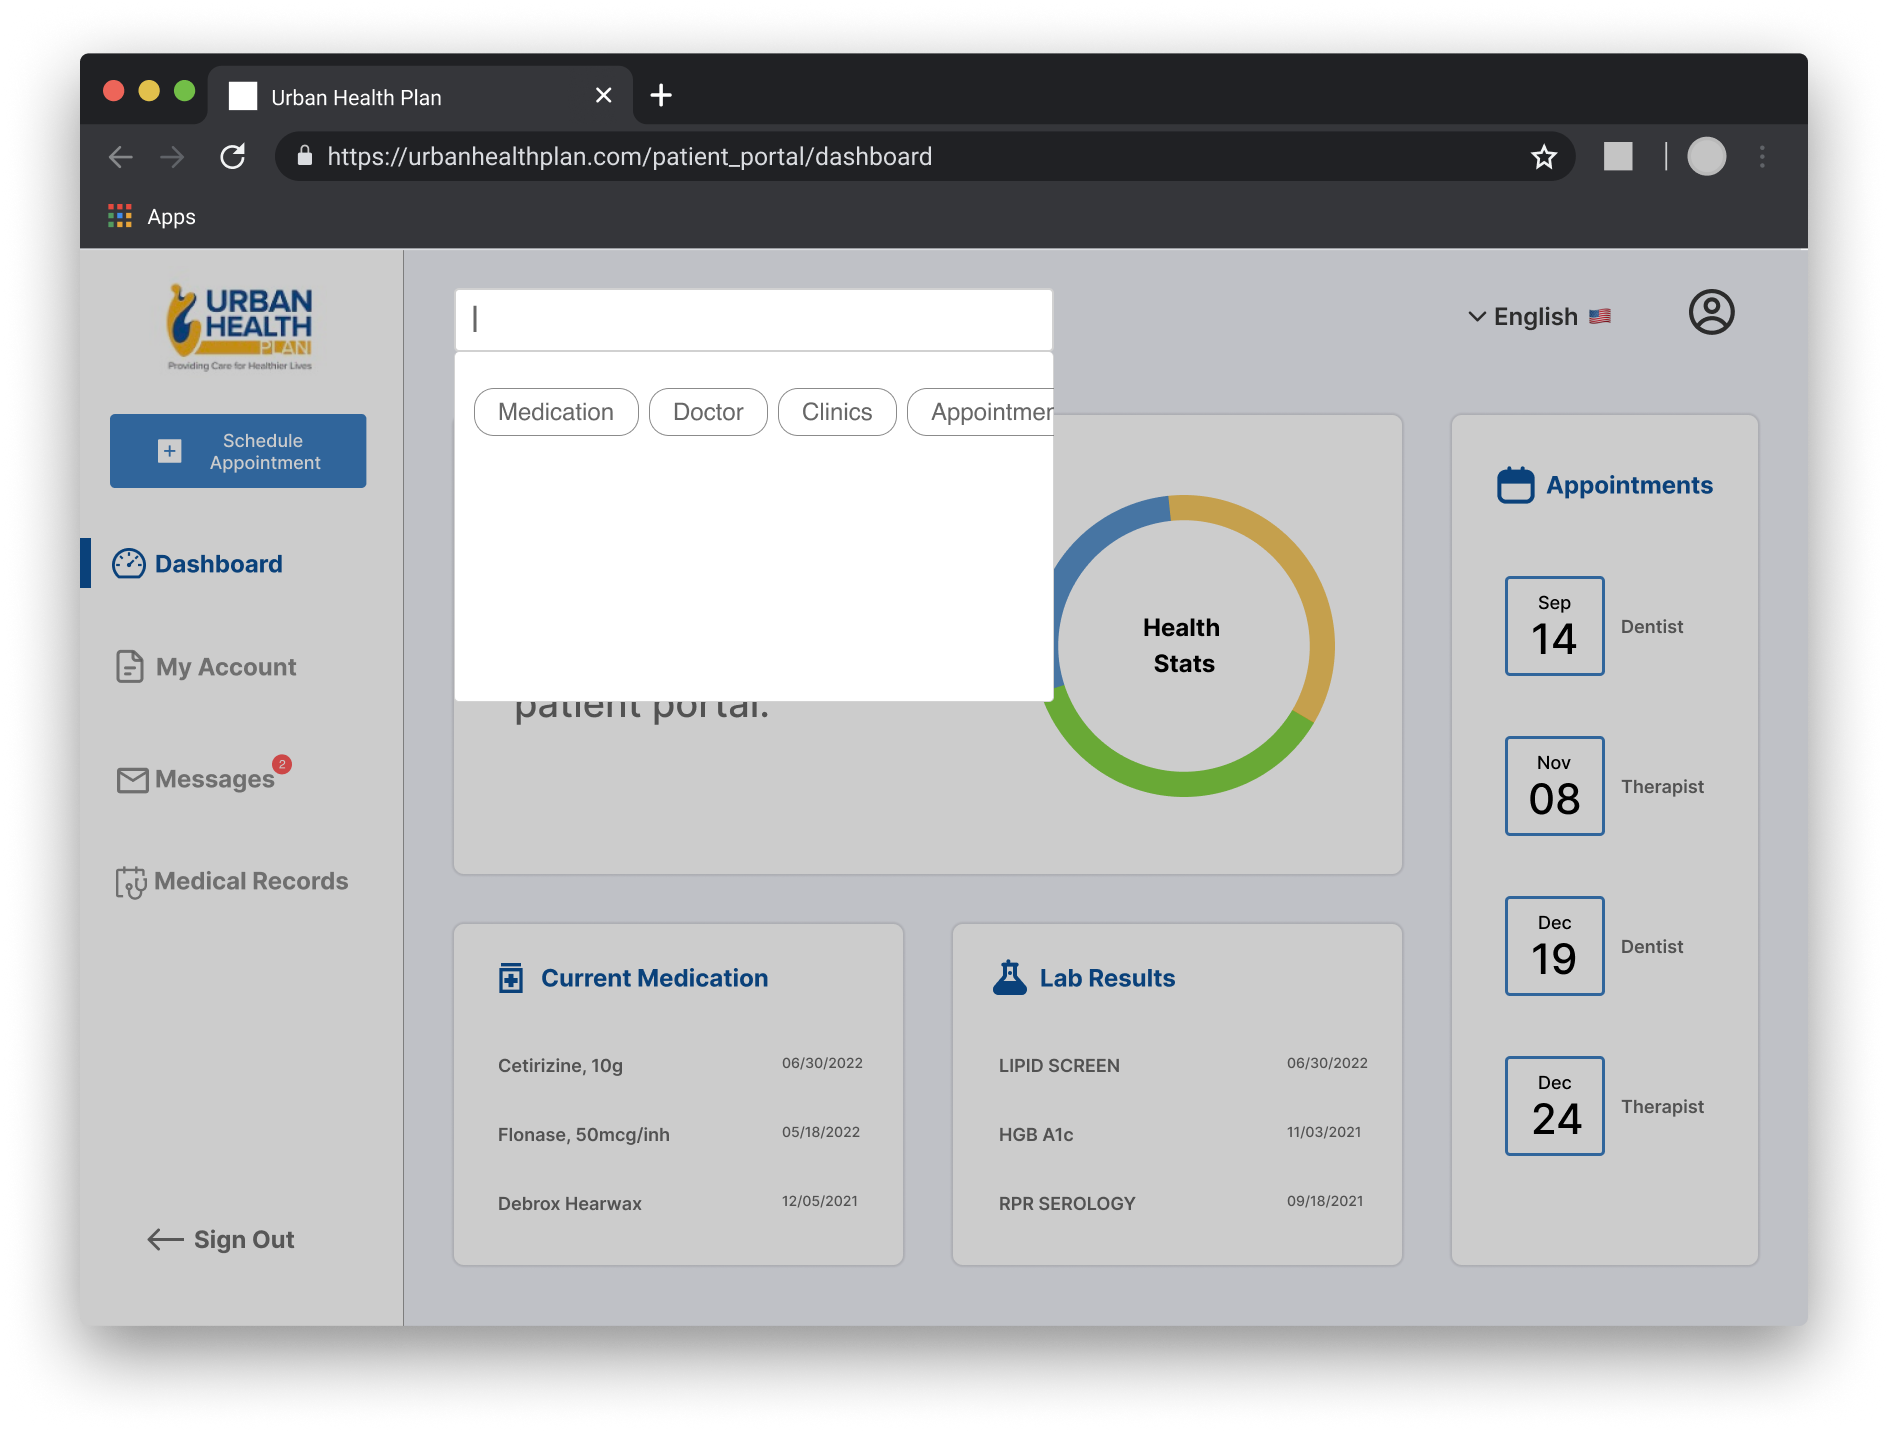 Urban Health Plan
https://urbanhealthplan.com/patient_portal/dashboard
Apps
URBAN
HEALTH
PLAN
Providing Care for Healthier Lives
English
Schedule
Appointment
Medication
Doctor
Clinics
Appointmen
Dashboard
My Account
Messages
2
Medical Records
Sign Out
patient portal.
Health
Stats
Appointments
Sep
14
Dentist
Nov
08
Therapist
Dec
19
Dentist
Dec
24
Therapist
Current Medication
Cetirizine, 10g 06/30/2022
Flonase, 50mcg/inh 05/18/2022
Debrox Hearwax 12/05/2021
Lab Results
LIPID SCREEN 06/30/2022
HGB A1c 11/03/2021
RPR SEROLOGY 09/18/2021